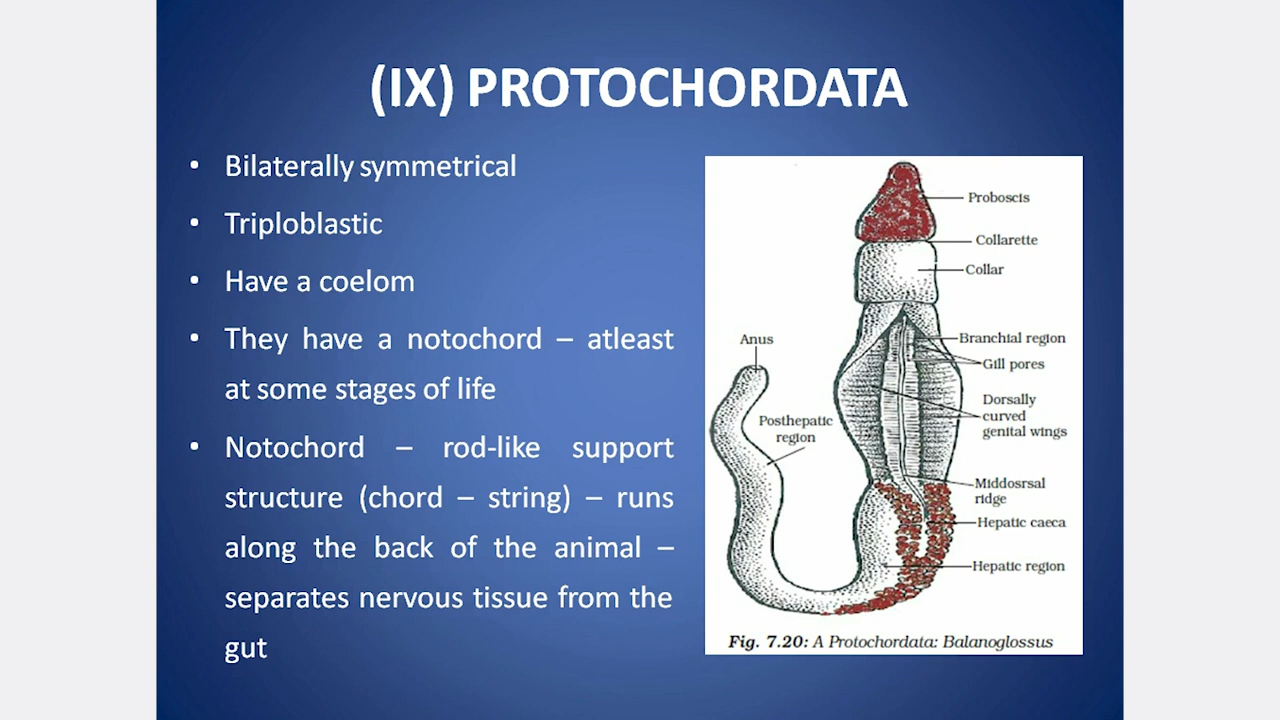 (IX) PROTOCHORDATA
• Bilaterally symmetrical
• Triploblastic
• Have a coelom
• They have a notochord – atleast
at some stages of life
• Notochord – rod-like support
structure (chord – string) – runs
along the back of the animal –
separates nervous tissue from the
gut
Proboscis
Collarette
Collar
Branchial region
Gill pores
Dorsally
curved
genital wings
Anus
Posthepatic
region
Middosrsal
ridge
Hepatic caeca
Hepatic region
Fig. 7.20: A Protochordata: Balanoglossus